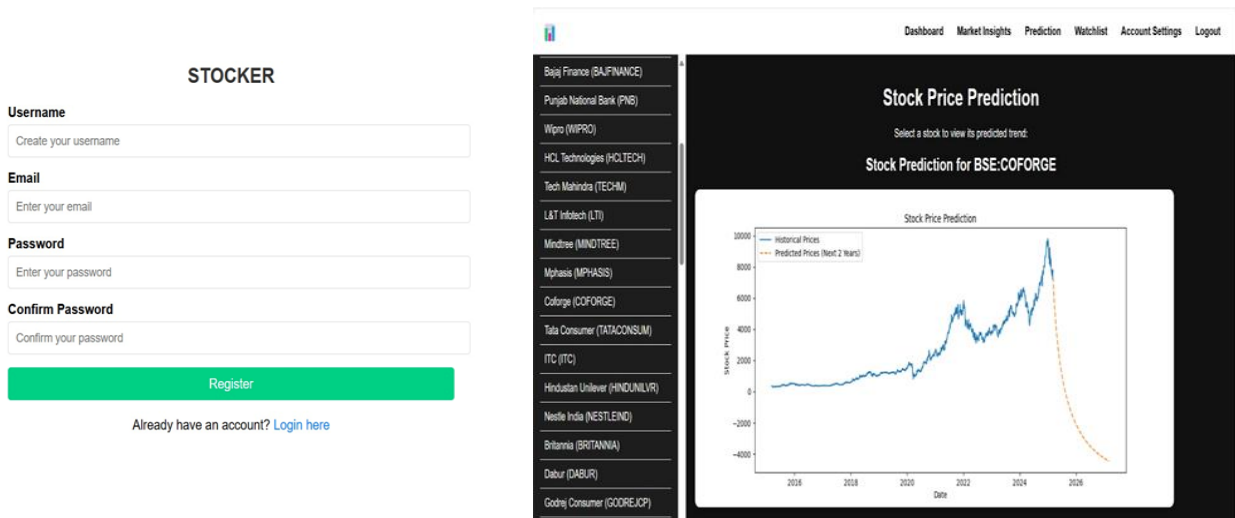 STOCKER
Username
Create your username
Email
Enter your email
Password
Enter your password
Confirm Password
Confirm your password
Register
Already have an account? Login here
Dashboard Market Insights Prediction Watchlist Account Settings Logout
Bajaj Finance (BAJFINANCE)
Punjab National Bank (PNB)
Wipro (WIPRO)
HCL Technologies (HCLTECH)
Tech Mahindra (TECHM)
L&T Infotech (LTI)
Mindtree (MINDTREE)
Mphasis (MPHASIS)
Coforge (COFORGE)
Tata Consumer (TATACONSUM)
ITC (ITC)
Hindustan Unilever (HINDUNILVR)
Nestle India (NESTLEIND)
Britannia (BRITANNIA)
Dabur (DABUR)
Godrej Consumer (GODREJCP)
Stock Price Prediction
Select a stock to view its predicted trend:
Stock Prediction for BSE:COFORGE
Stock Price Prediction
Historical Prices
Predicted Prices (Next 2 Years)
Stock Price
10000
8000
6000
4000
2000
0
−2000
−4000
2016 2018 2020 2022 2024 2026
Date